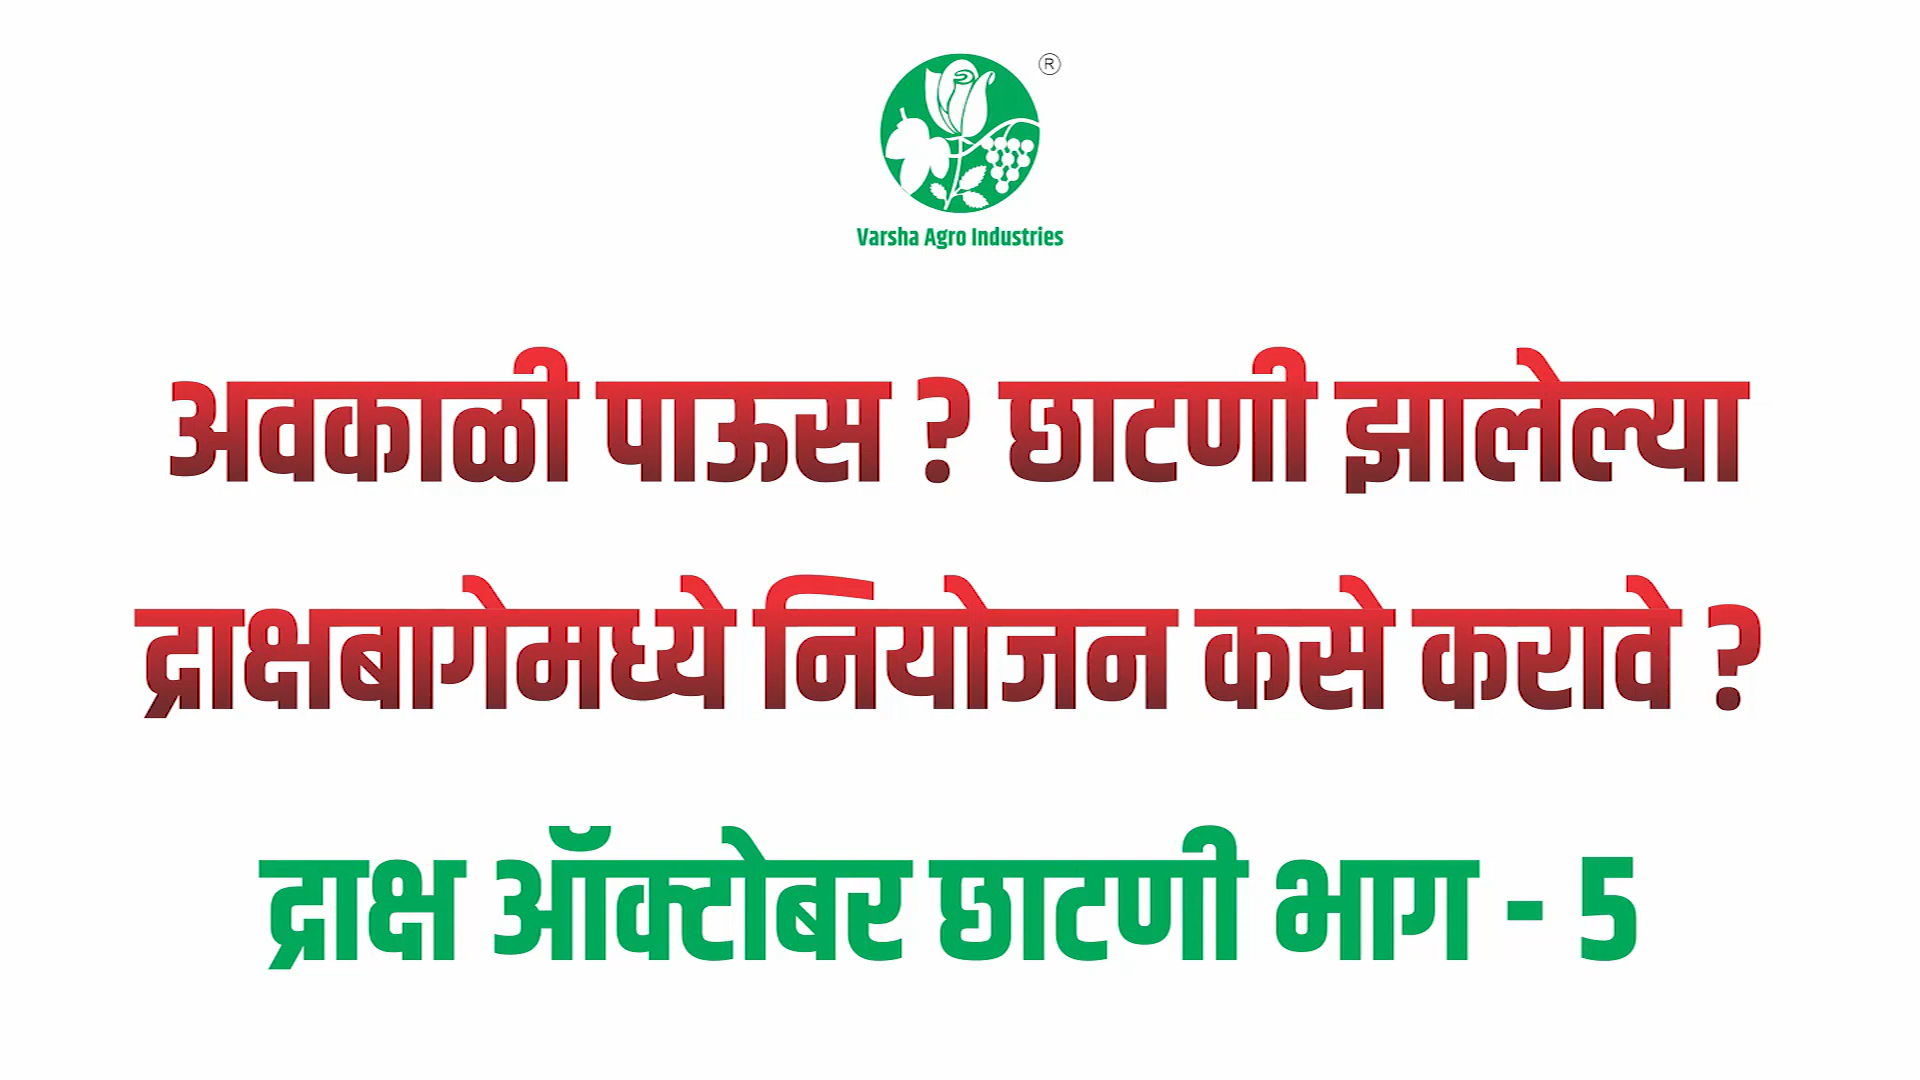 ®
Varsha Agro Industries
अवकाळी पाऊस ? छाटणी झालेल्या
द्राक्षबागेमध्ये नियोजन कसे करावे ?
द्राक्ष ऑक्टोबर छाटणी भाग - 5